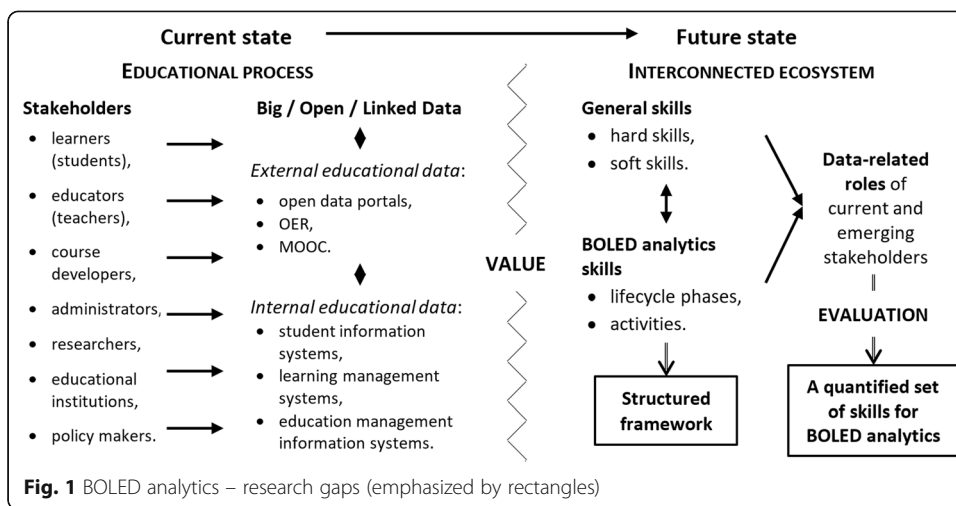 Current state
Future state
EDUCATIONAL PROCESS
INTERCONNECTED ECOSYSTEM
Stakeholders
• learners
(students),
• educators
(teachers),
• course
developers,
• administrators,
• researchers,
• educational
institutions,
• policy makers.
Big / Open / Linked Data
External educational data:
• open data portals,
• OER,
• MOOC.
Internal educational data:
• student information
systems,
• learning management
systems,
• education management
information systems.
VALUE
General skills
• hard skills,
• soft skills.
BOLED analytics
skills
• lifecycle phases,
• activities.
Structured
framework
Data-related
roles of
current and
emerging
stakeholders
EVALUATION
A quantified set
of skills for
BOLED analytics
Fig. 1 BOLED analytics – research gaps (emphasized by rectangles)